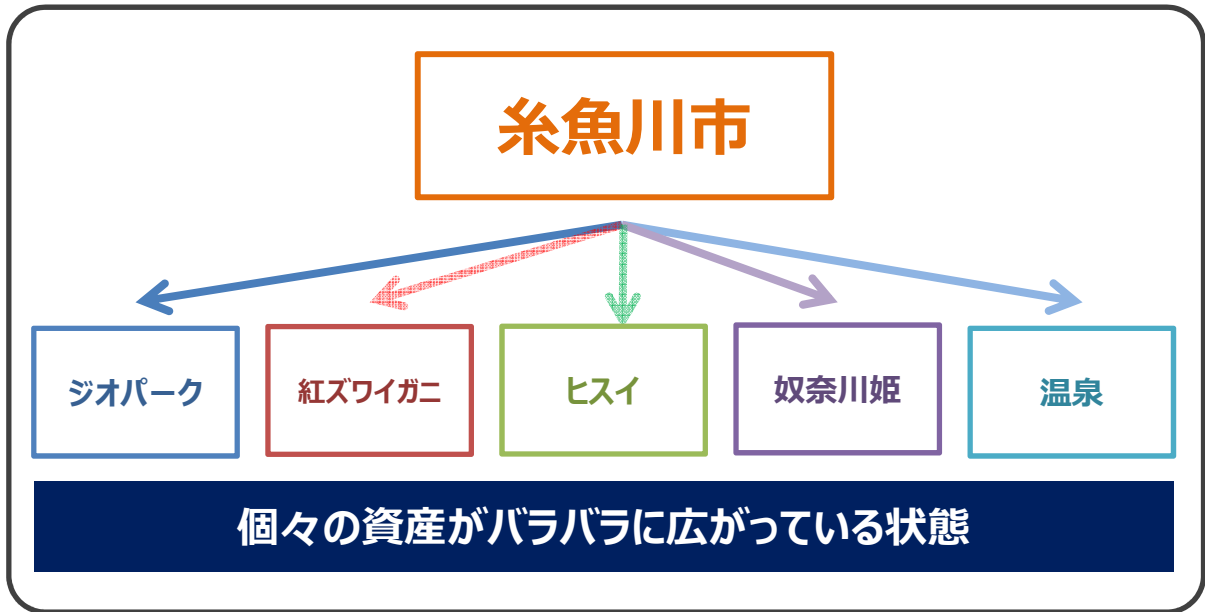 糸魚川市
ジオパーク
紅ズワイガニ
ヒスイ
奴奈川姫
温泉
個々の資産がバラバラに広がっている状態